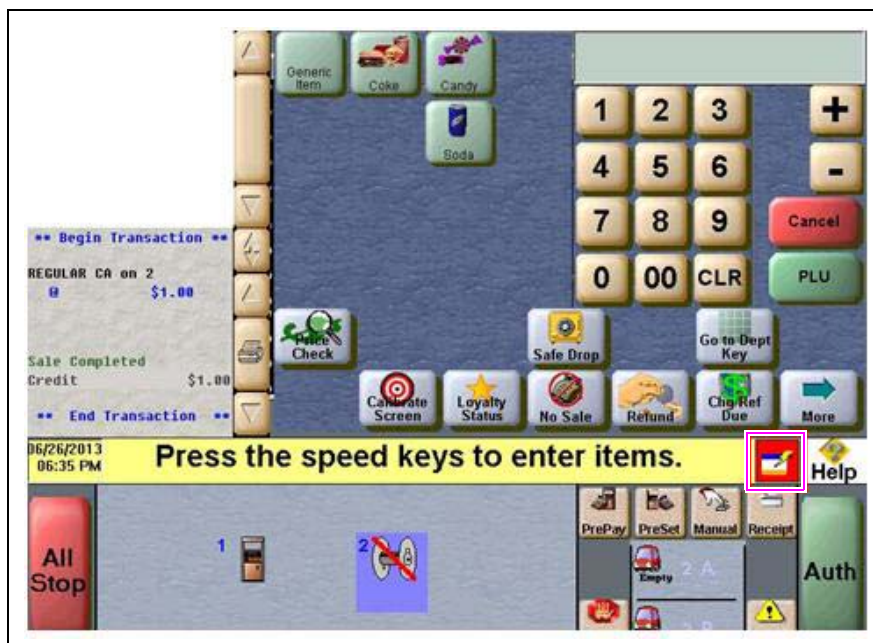 Generic
Item
Coke
Candy
Soda
1 2 3 +
4 5 6 -
7 8 9 Cancel
0 00 CLR PLU
** Begin Transaction **
REGULAR CA on 2
@ $1.00
Sale Completed
Credit $1.00
** End Transaction **
Price
Check
Safe Drop
Go to Dept
Key
Calibrate
Screen
Loyalty
Status
No Sale
Refund
Chg/Ref
Due
More
06/26/2013
06:35 PM
Press the speed keys to enter items.
Help
All
Stop
1
2
PrePay PreSet Manual Receipt
Empty 2 A
2 B
Auth